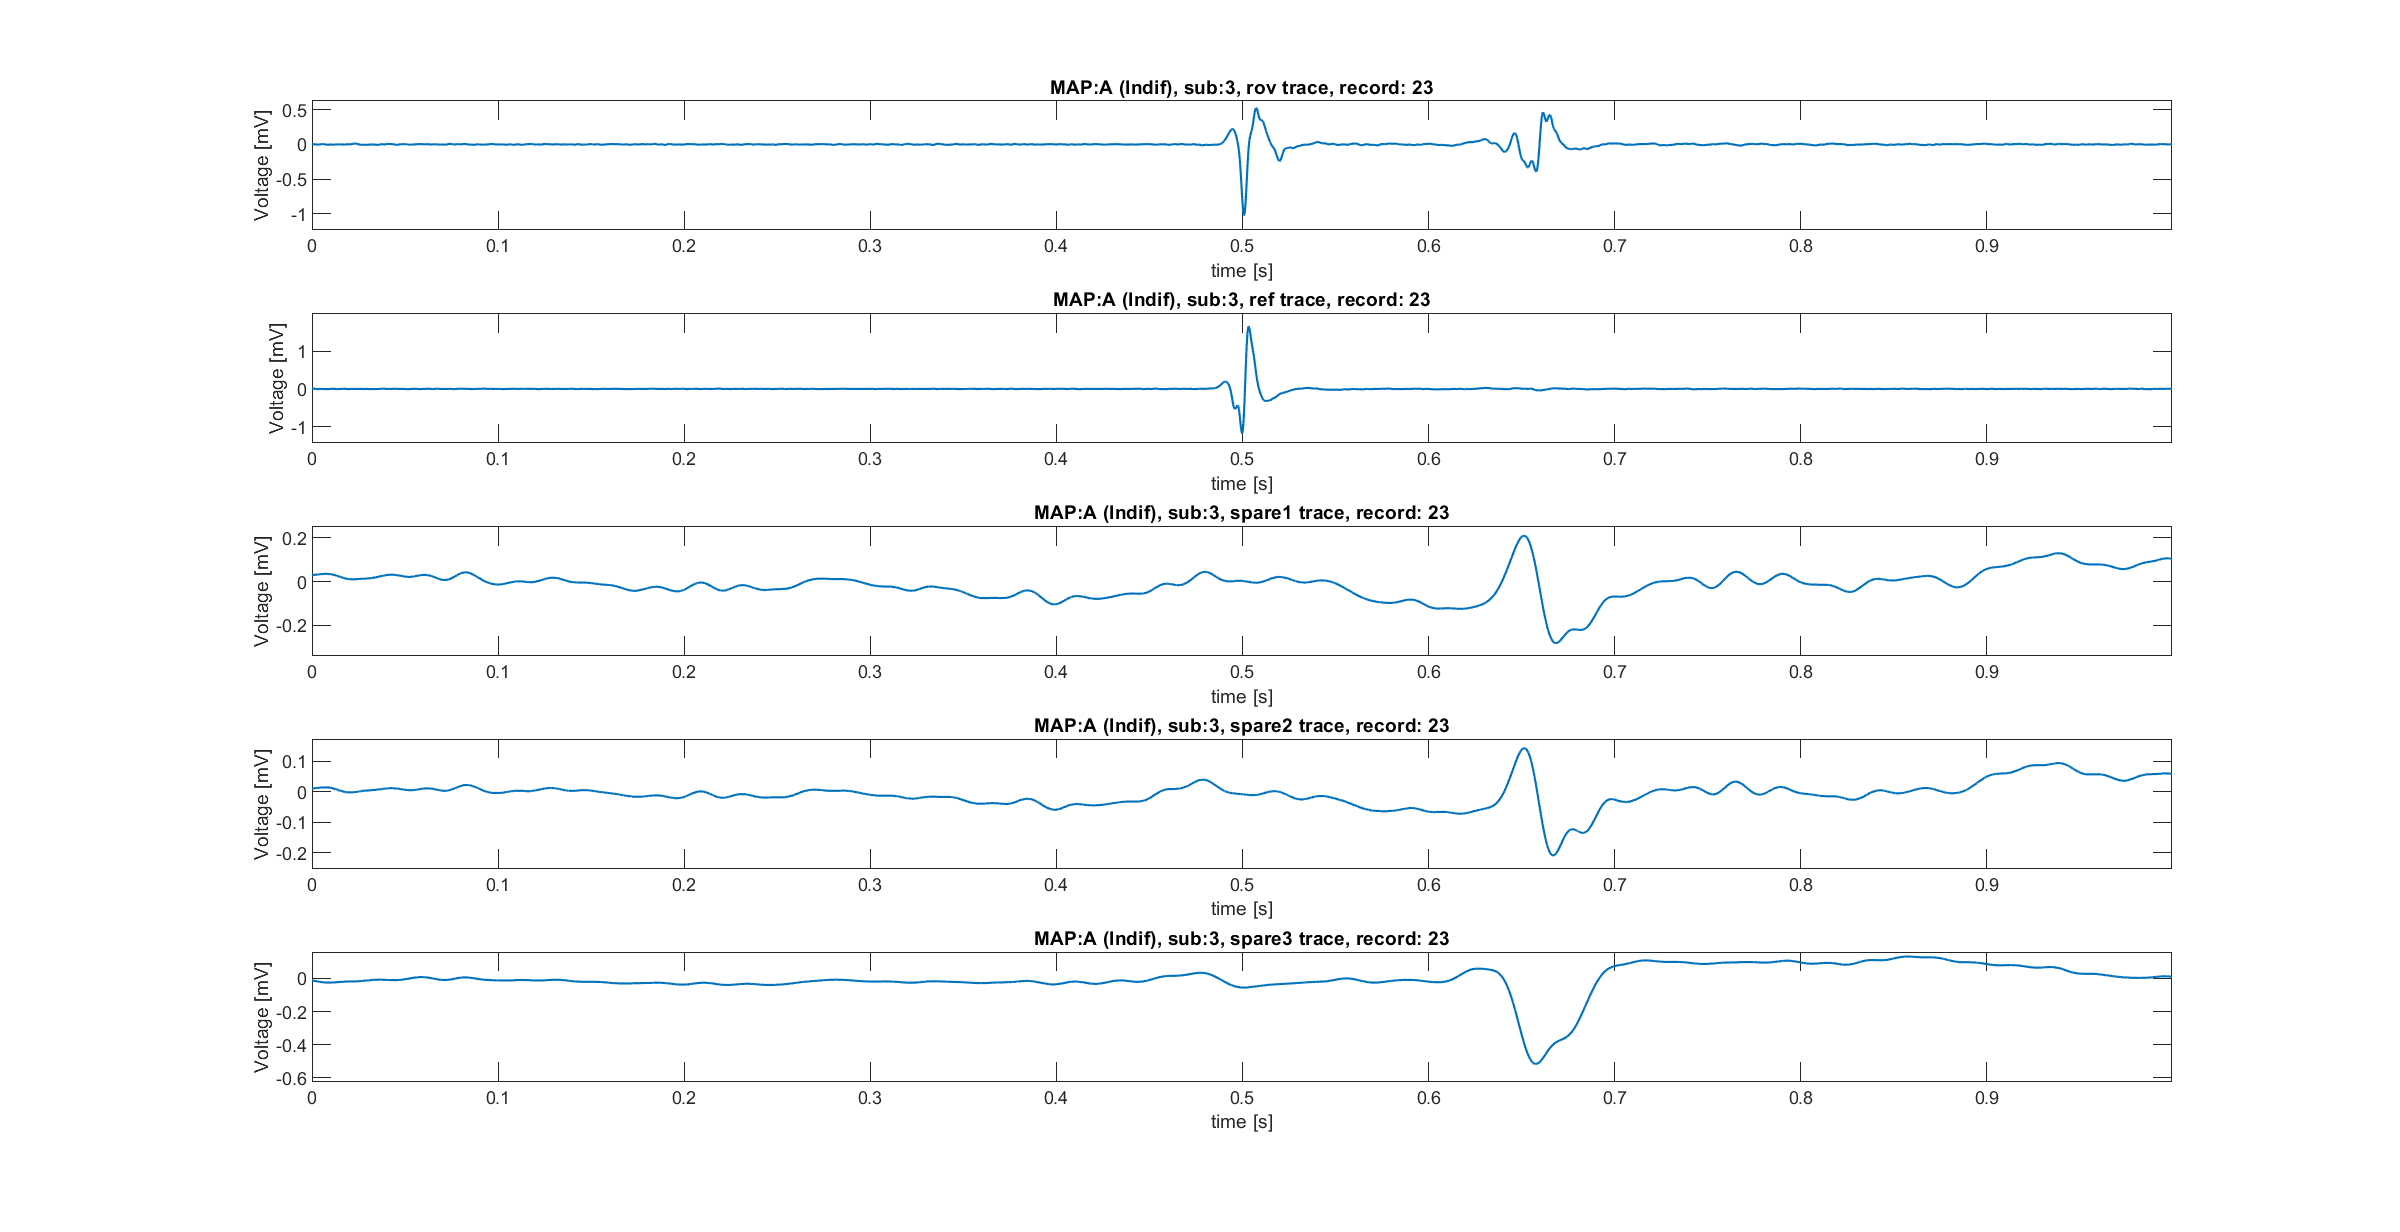 MAP:A (Indif), sub:3, rov trace, record: 23
Voltage [mV]
0.5
0
-0.5
-1
0 0.1 0.2 0.3 0.4 0.5 0.6 0.7 0.8 0.9
time [s]
MAP:A (Indif), sub:3, ref trace, record: 23
Voltage [mV]
1
0
-1
0 0.1 0.2 0.3 0.4 0.5 0.6 0.7 0.8 0.9
time [s]
MAP:A (Indif), sub:3, spare1 trace, record: 23
Voltage [mV]
0.2
0
-0.2
0 0.1 0.2 0.3 0.4 0.5 0.6 0.7 0.8 0.9
time [s]
MAP:A (Indif), sub:3, spare2 trace, record: 23
Voltage [mV]
0.1
0
-0.1
-0.2
0 0.1 0.2 0.3 0.4 0.5 0.6 0.7 0.8 0.9
time [s]
MAP:A (Indif), sub:3, spare3 trace, record: 23
Voltage [mV]
0
-0.2
-0.4
-0.6
0 0.1 0.2 0.3 0.4 0.5 0.6 0.7 0.8 0.9
time [s]